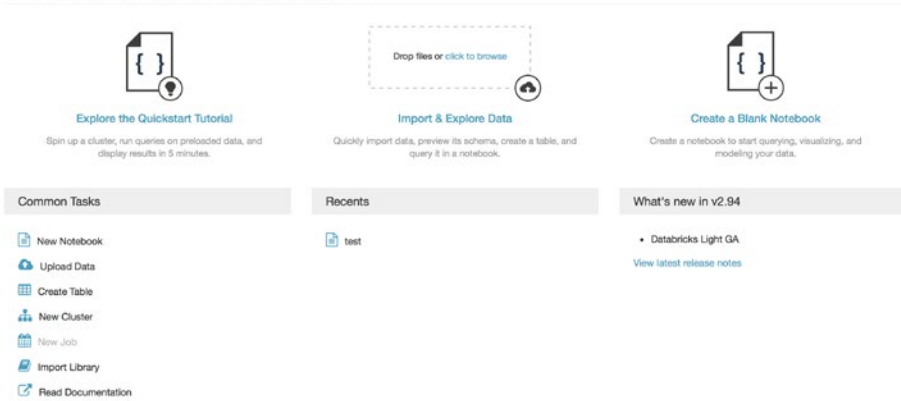 { }
Drop files or click to browse
{ }
Explore the Quickstart Tutorial
Spin up a cluster, run queries on preloaded data, and
display results in 5 minutes.
Import & Explore Data
Quickly import data, preview its schema, create a table, and
query it in a notebook.
Create a Blank Notebook
Create a notebook to start querying, visualizing, and
modeling your data.
Common Tasks
New Notebook
Upload Data
Create Table
New Cluster
New Job
Import Library
Read Documentation
Recents
test
What's new in v2.94
• Databricks Light GA
View latest release notes